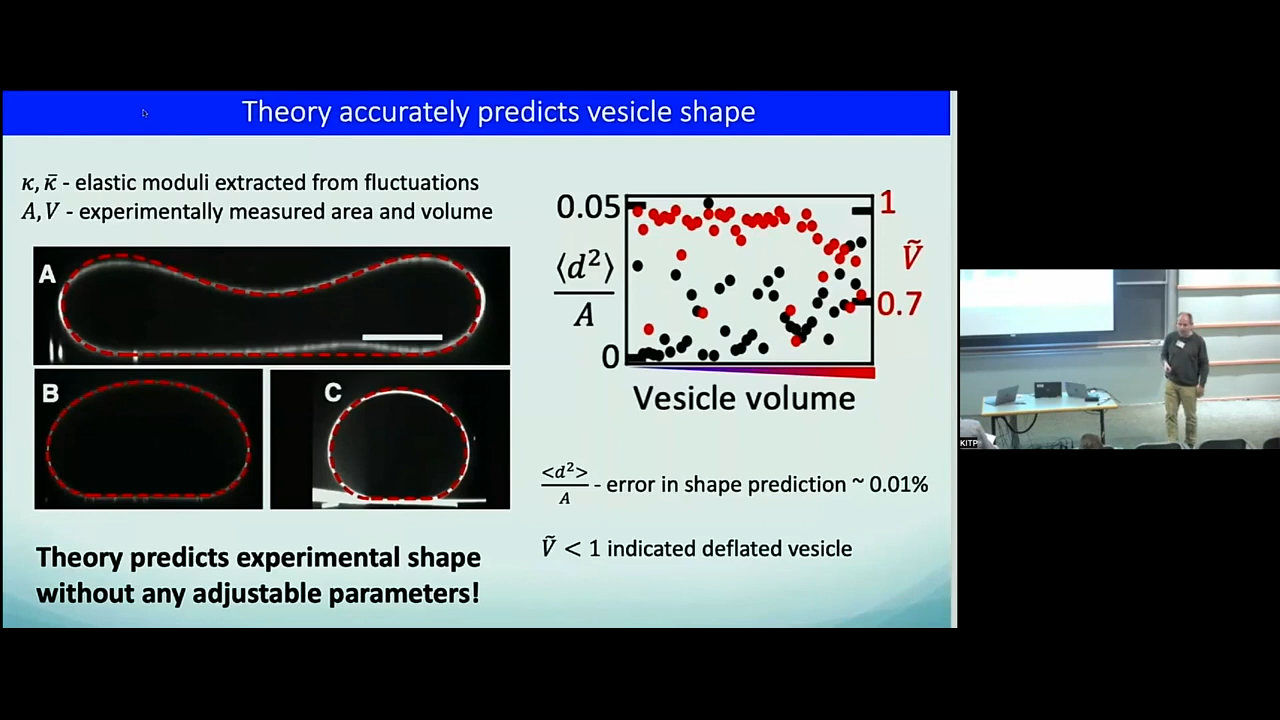 Theory accurately predicts vesicle shape
κ, κ̄ - elastic moduli extracted from fluctuations
A, V - experimentally measured area and volume
A
B
C
Theory predicts experimental shape
without any adjustable parameters!
0.05
1
⟨d²⟩
A
Ṽ
0.7
0
Vesicle volume
<d²>
A
- error in shape prediction ~ 0.01%
Ṽ < 1 indicated deflated vesicle
KITP